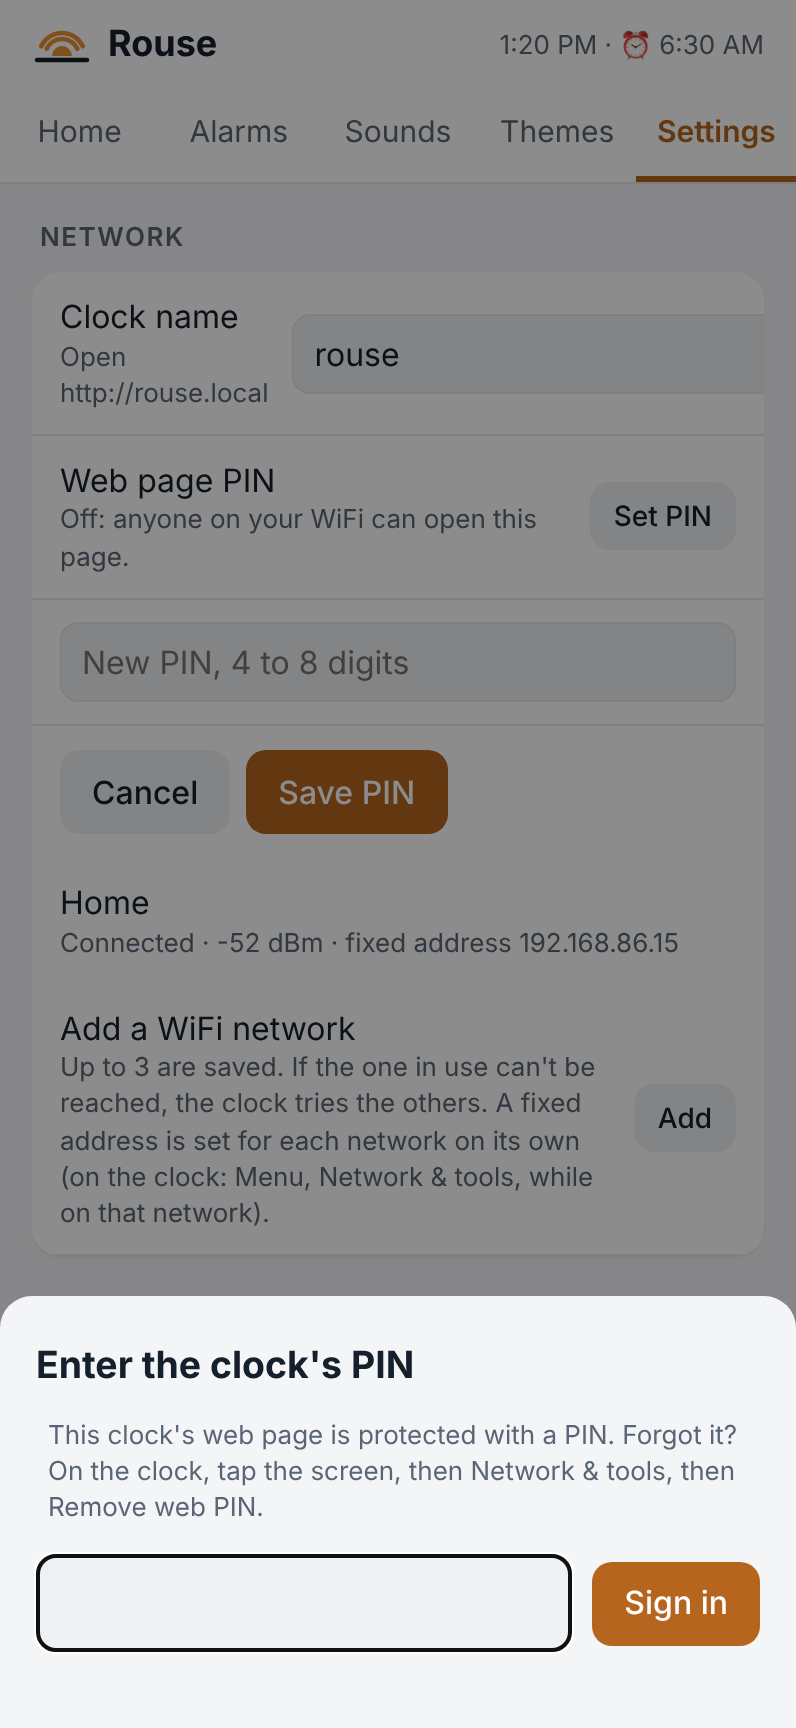 Rouse
1:20 PM · ⏰ 6:30 AM
Home Alarms Sounds Themes Settings
NETWORK
Clock name
Open
http://rouse.local
rouse
Web page PIN
Off: anyone on your WiFi can open this
page.
Set PIN
New PIN, 4 to 8 digits
Cancel Save PIN
Home
Connected · -52 dBm · fixed address 192.168.86.15
Add a WiFi network
Up to 3 are saved. If the one in use can't be
reached, the clock tries the others. A fixed
address is set for each network on its own
(on the clock: Menu, Network & tools, while
on that network).
Add
Enter the clock's PIN
This clock's web page is protected with a PIN. Forgot it?
On the clock, tap the screen, then Network & tools, then
Remove web PIN.
Sign in